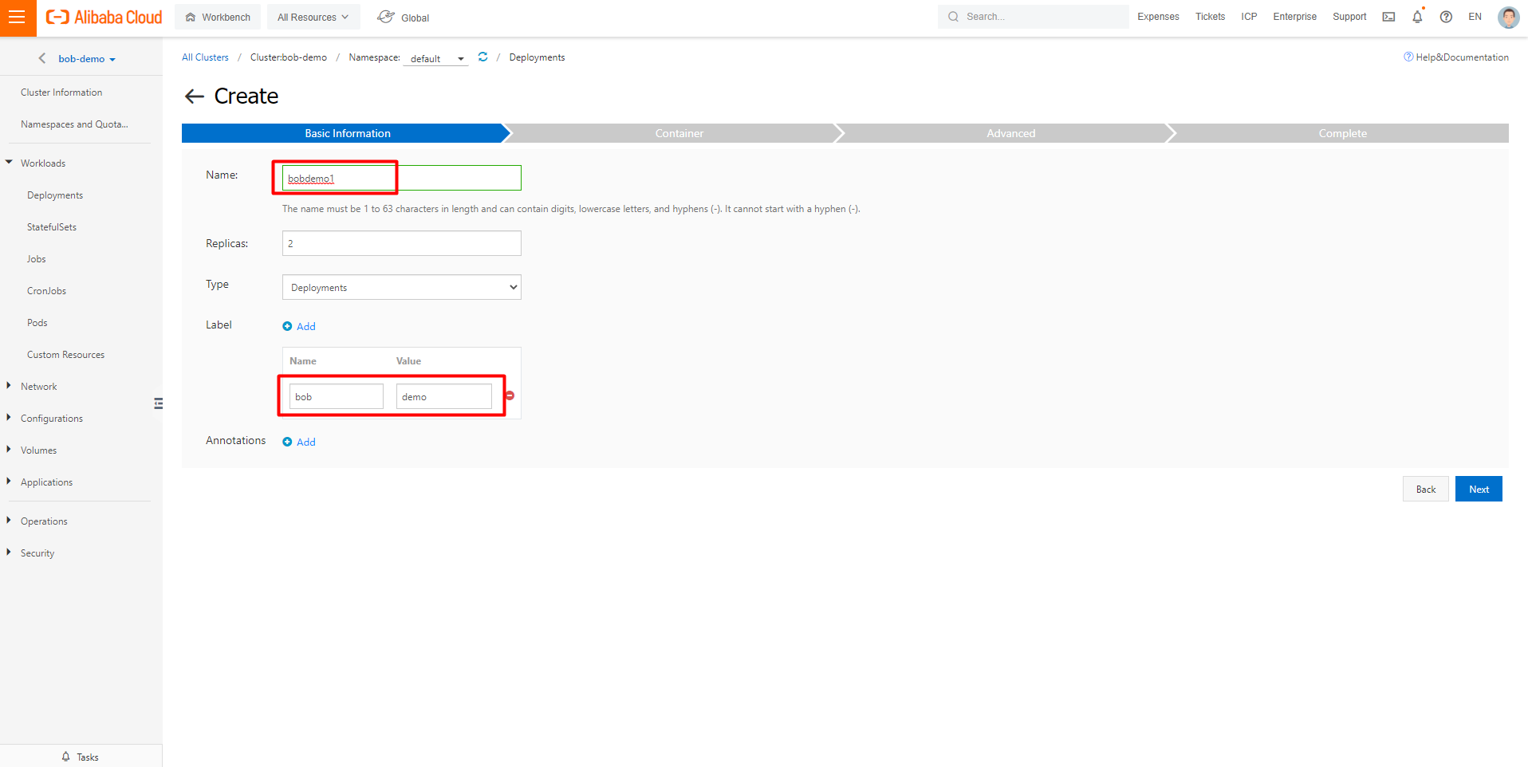 Alibaba Cloud Workbench All Resources Global Search... Expenses Tickets ICP Enterprise Support EN
bob-demo
Cluster Information
Namespaces and Quota...
Workloads
Deployments
StatefulSets
Jobs
CronJobs
Pods
Custom Resources
Network
Configurations
Volumes
Applications
Operations
Security
Tasks
All Clusters / Cluster:bob-demo / Namespace: default / Deployments
Help&Documentation
Create
Basic Information Container Advanced Complete
Name: bobdemo1
The name must be 1 to 63 characters in length and can contain digits, lowercase letters, and hyphens (-). It cannot start with a hyphen (-).
Replicas: 2
Type Deployments
Label Add
Name Value
bob demo
Annotations Add
Back Next